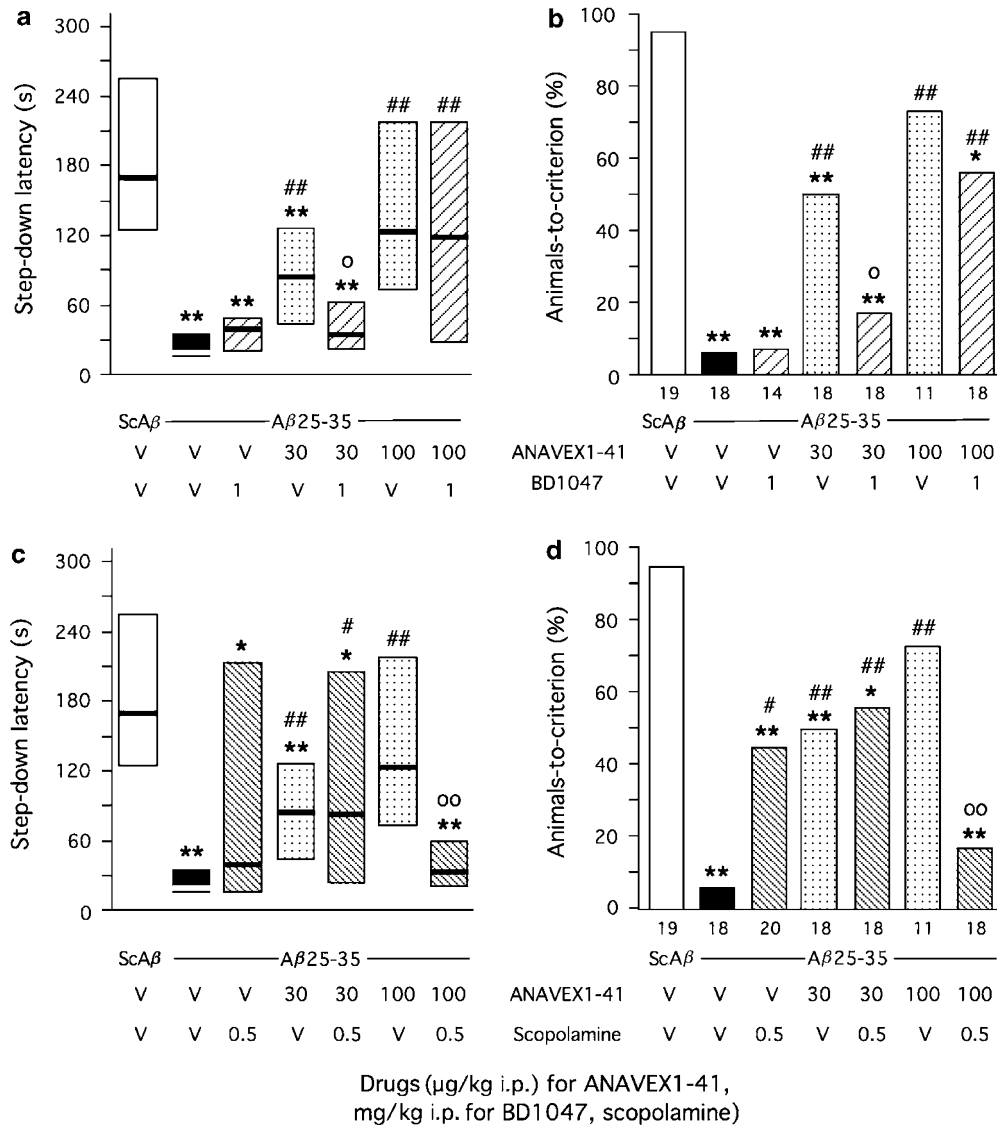 a
Step-down latency (s)
300
240
180
120
60
0
**
**
##
**
o
**
##
##
ScAβ Aβ25-35
V V V 30 30 100 100
V V 1 V 1 V 1
b
Animals-to-criterion (%)
100
80
60
40
20
0
**
**
##
**
o
**
##
##
*
19 18 14 18 18 11 18
ScAβ Aβ25-35
ANAVEX1-41 V V V 30 30 100 100
BD1047 V V 1 V 1 V 1
c
Step-down latency (s)
300
240
180
120
60
0
**
*
##
**
#
*
##
oo
**
ScAβ Aβ25-35
V V V 30 30 100 100
V V 0.5 V 0.5 V 0.5
d
Animals-to-criterion (%)
100
80
60
40
20
0
**
#
**
##
**
##
*
##
oo
**
19 18 20 18 18 11 18
ScAβ Aβ25-35
ANAVEX1-41 V V V 30 30 100 100
Scopolamine V V 0.5 V 0.5 V 0.5
Drugs (µg/kg i.p.) for ANAVEX1-41,
mg/kg i.p. for BD1047, scopolamine)